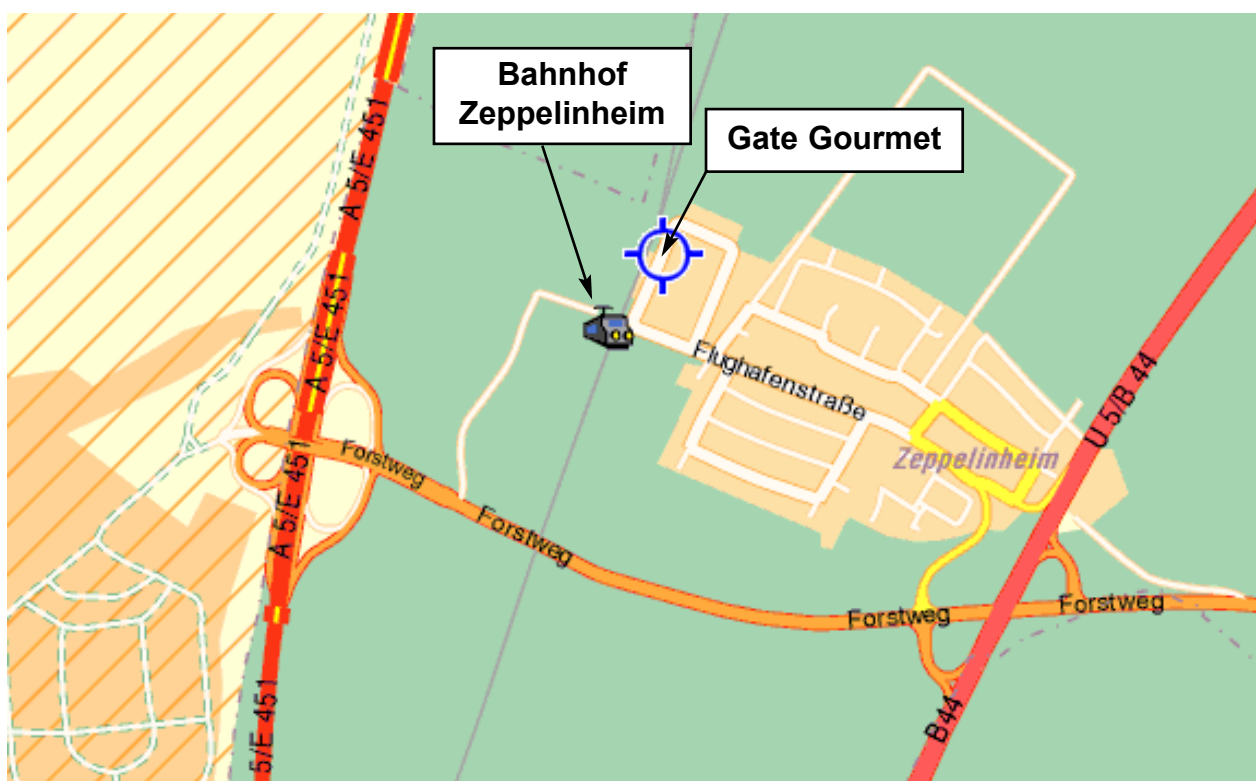 Bahnhof
Zeppelinheim
Gate Gourmet
A 5/E 451
A 5/E 451
A 5/E 451
A 5/E 451
5/E 451
Flughafenstraße
Zeppelinheim
U 5/B 44
B44
Forstweg
Forstweg
Forstweg
Forstweg